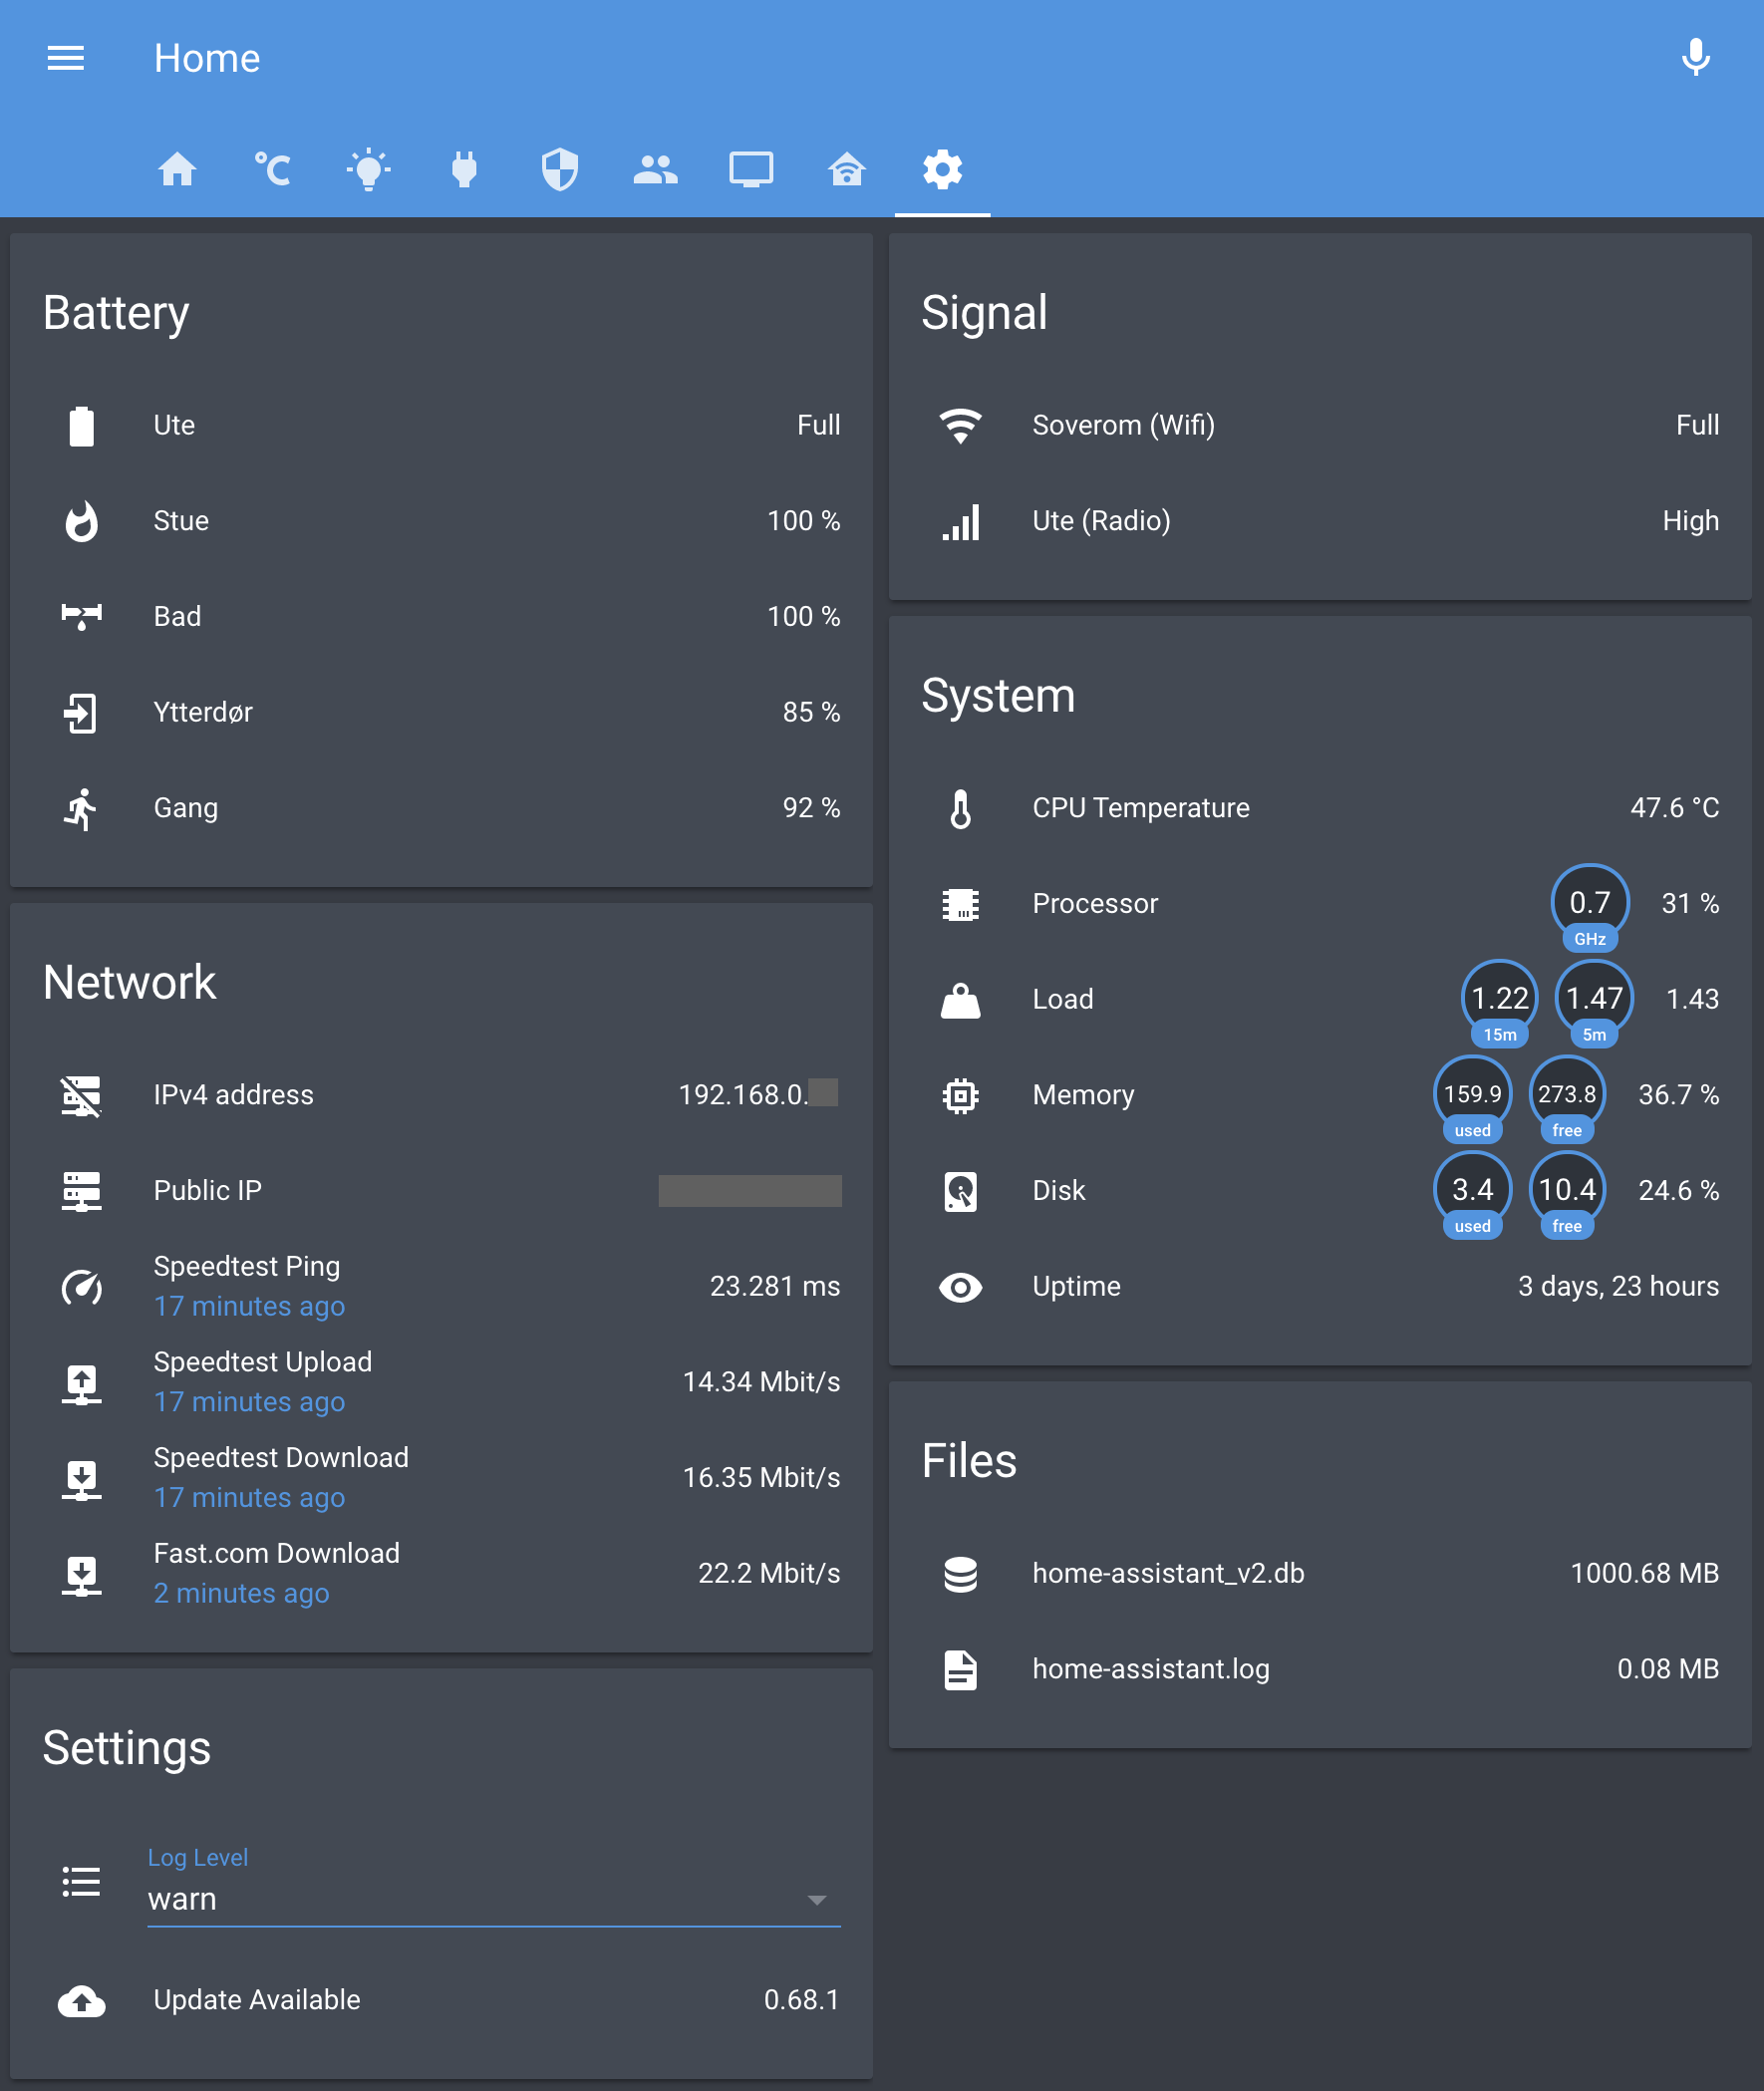 Home
°C
Battery
Ute Full
Stue 100 %
Bad 100 %
Ytterdør 85 %
Gang 92 %
Network
IPv4 address 192.168.0.
Public IP
Speedtest Ping 23.281 ms
17 minutes ago
Speedtest Upload 14.34 Mbit/s
17 minutes ago
Speedtest Download 16.35 Mbit/s
17 minutes ago
Fast.com Download 22.2 Mbit/s
2 minutes ago
Settings
Log Level
warn
Update Available 0.68.1
Signal
Soverom (Wifi) Full
Ute (Radio) High
System
CPU Temperature 47.6 °C
Processor 0.7 GHz 31 %
Load 1.22 15m 1.47 5m 1.43
Memory 159.9 used 273.8 free 36.7 %
Disk 3.4 used 10.4 free 24.6 %
Uptime 3 days, 23 hours
Files
home-assistant_v2.db 1000.68 MB
home-assistant.log 0.08 MB